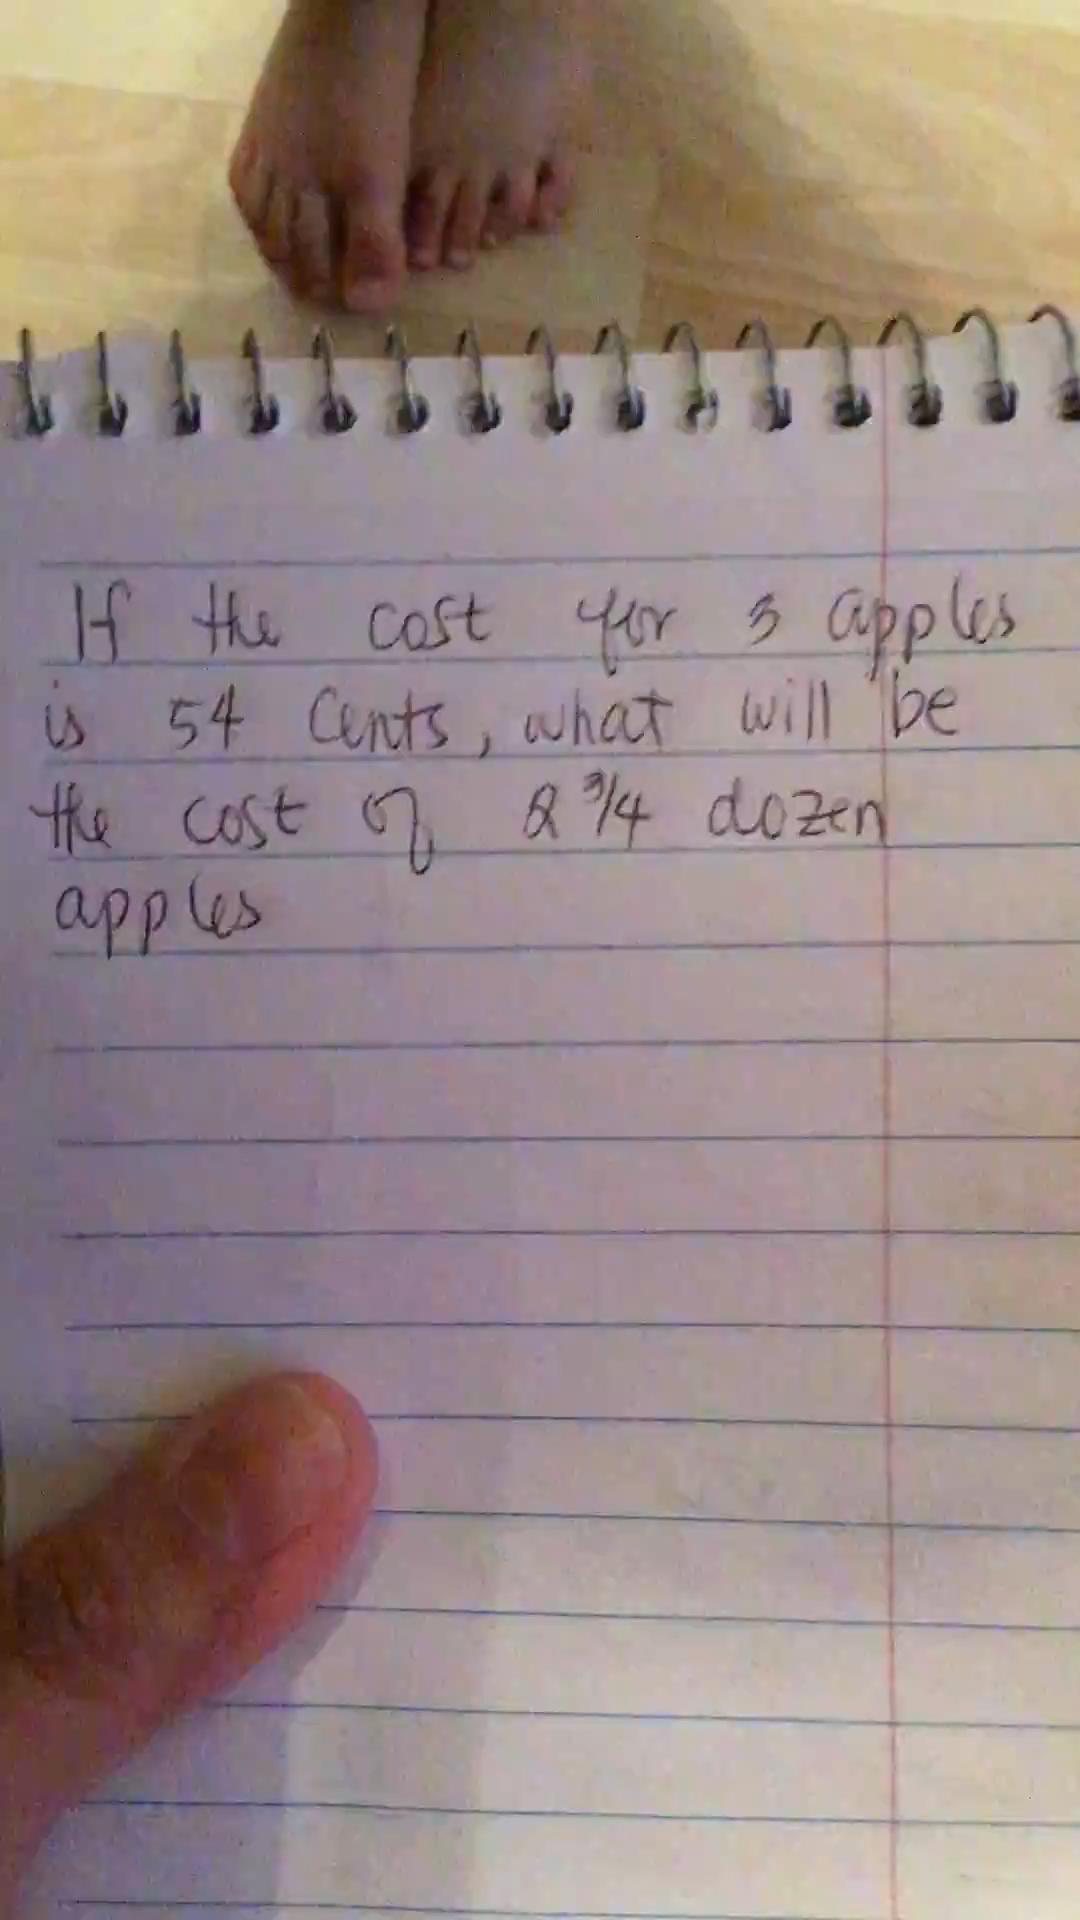 If the cost for 3 apples
is 54 Cents, what will be
the cost of 2 3/4 dozen
apples